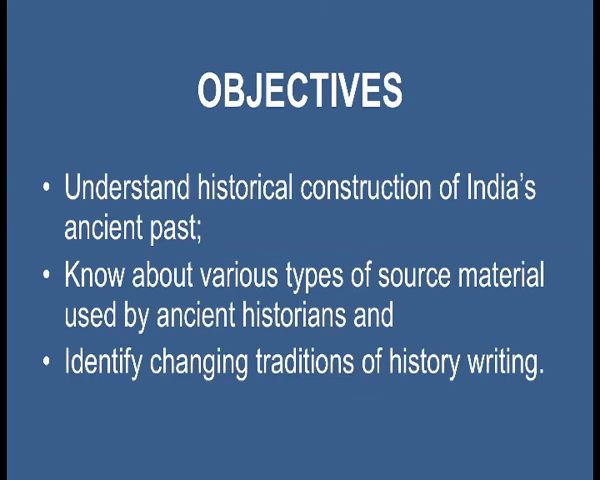 OBJECTIVES
• Understand historical construction of India's
ancient past;
• Know about various types of source material
used by ancient historians and
• Identify changing traditions of history writing.